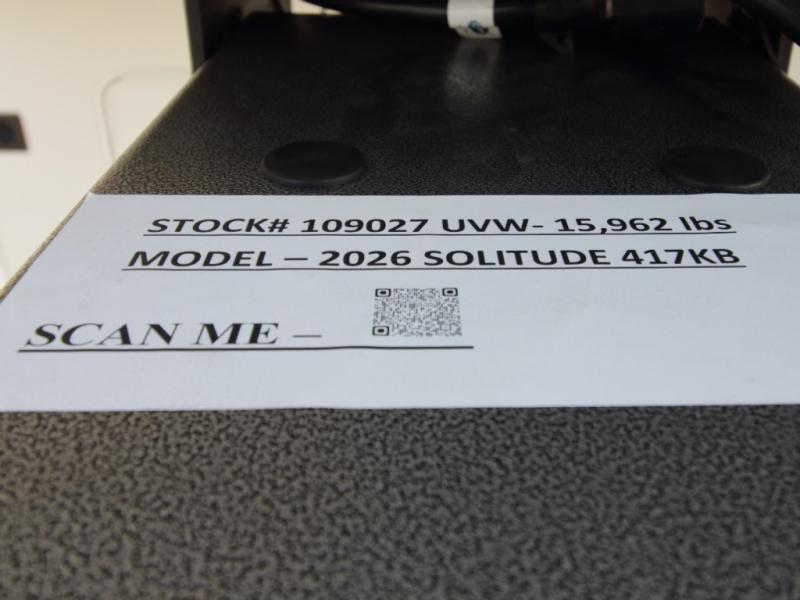 STOCK# 109027 UVW- 15,962 lbs
MODEL – 2026 SOLITUDE 417KB
SCAN ME –